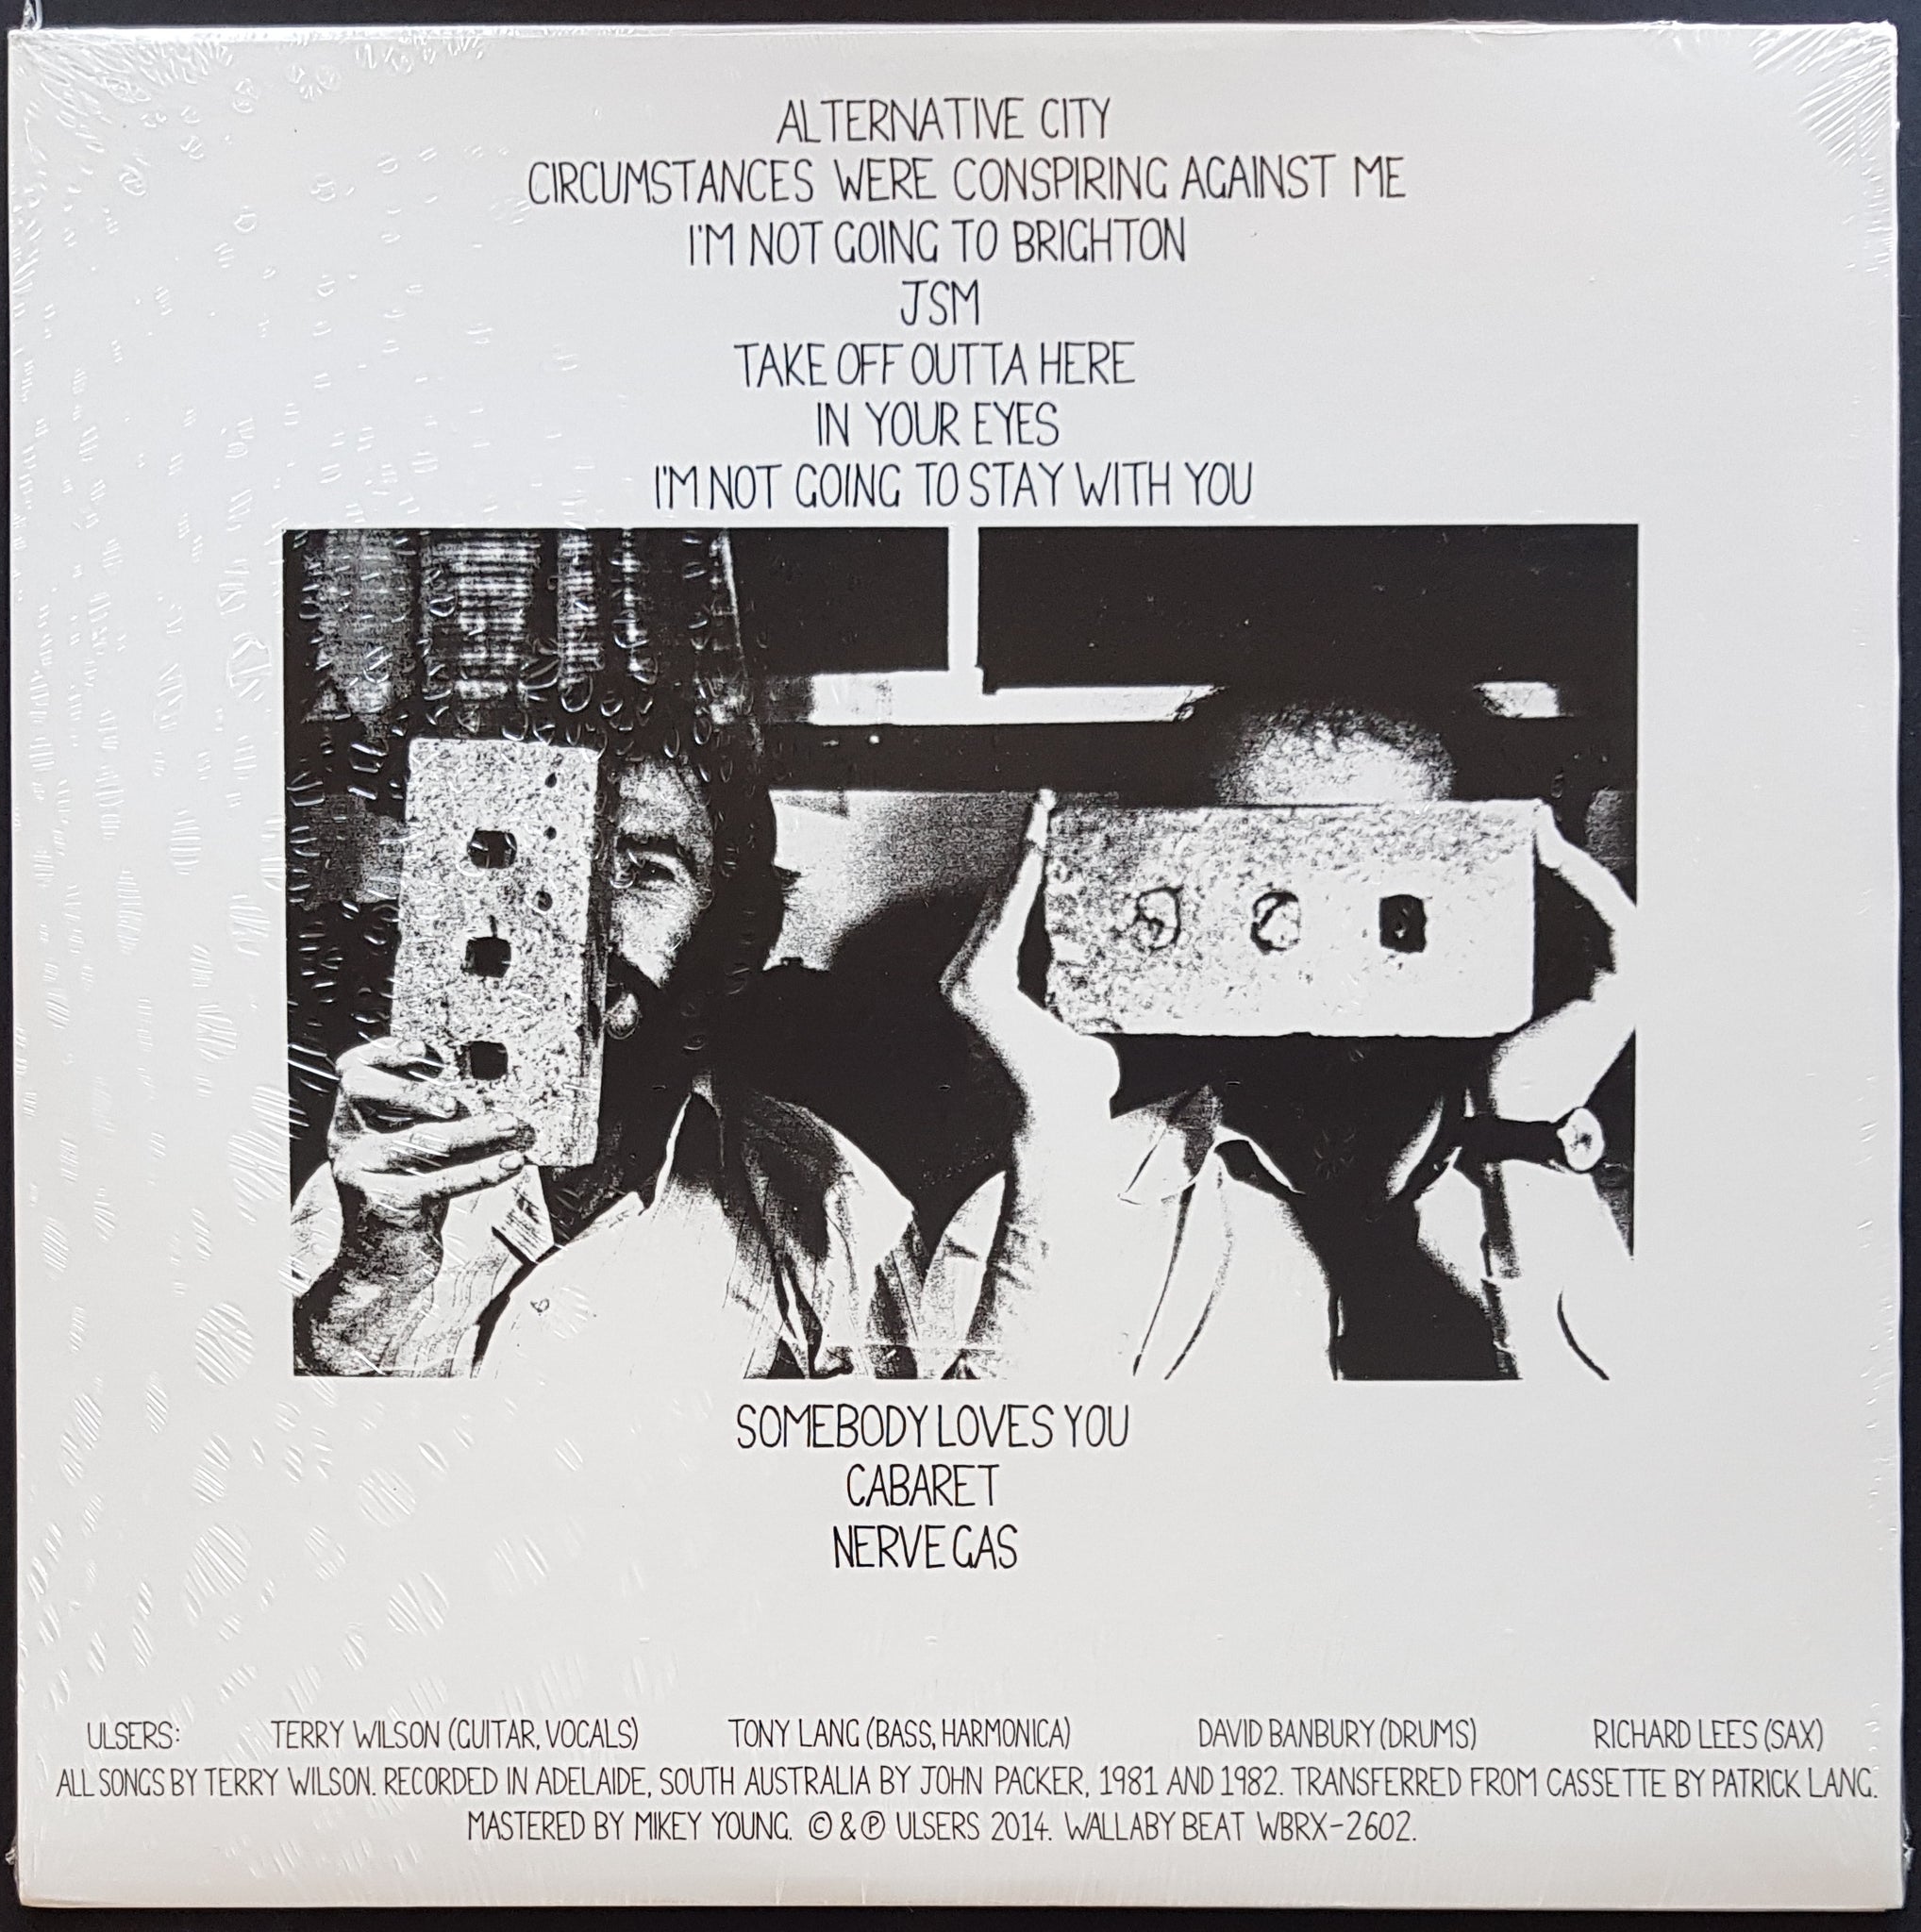 ALTERNATIVE CITY
CIRCUMSTANCES WERE CONSPIRING AGAINST ME
I'M NOT GOING TO BRIGHTON
JSM
TAKE OFF OUTTA HERE
IN YOUR EYES
I'M NOT GOING TO STAY WITH YOU
SOMEBODY LOVES YOU
CABARET
NERVE GAS
ULSERS: TERRY WILSON (GUITAR, VOCALS) TONY LANG (BASS, HARMONICA) DAVID BANBURY (DRUMS) RICHARD LEES (SAX)
ALL SONGS BY TERRY WILSON. RECORDED IN ADELAIDE, SOUTH AUSTRALIA BY JOHN PACKER, 1981 AND 1982. TRANSFERRED FROM CASSETTE BY PATRICK LANG.
MASTERED BY MIKEY YOUNG. © & ℗ ULSERS 2014. WALLABY BEAT WBRX-2602.